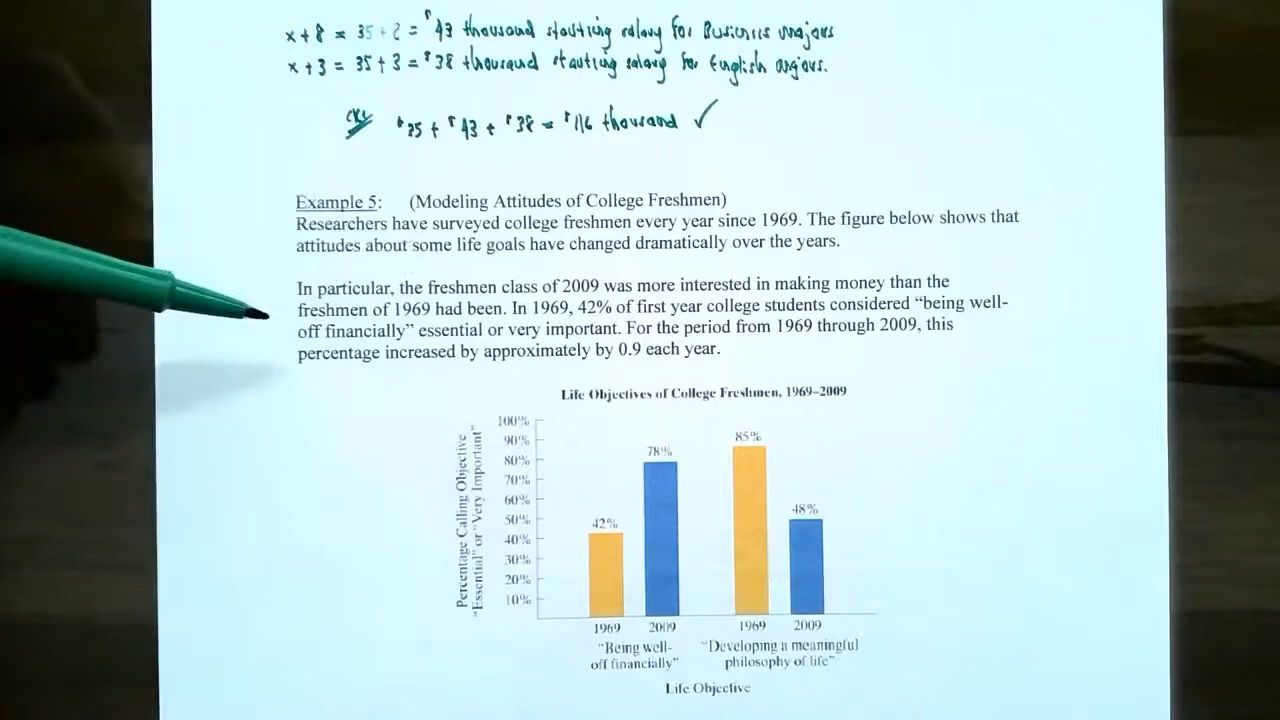 x + 8 = 35 + 8 = $43 thousand starting salary for Business majors
x + 3 = 35 + 3 = $38 thousand starting salary for English majors.
$35 + $43 + $38 = $116 thousand ✓
Example 5: (Modeling Attitudes of College Freshmen)
Researchers have surveyed college freshmen every year since 1969. The figure below shows that
attitudes about some life goals have changed dramatically over the years.
In particular, the freshmen class of 2009 was more interested in making money than the
freshmen of 1969 had been. In 1969, 42% of first year college students considered “being well-
off financially” essential or very important. For the period from 1969 through 2009, this
percentage increased by approximately by 0.9 each year.
Life Objectives of College Freshmen, 1969–2009
Percentage Calling Objective
“Essential” or “Very Important”
100%
90%
80%
70%
60%
50%
40%
30%
20%
10%
42%
78%
85%
48%
1969 2009 1969 2009
“Being well-
off financially”
“Developing a meaningful
philosophy of life”
Life Objective